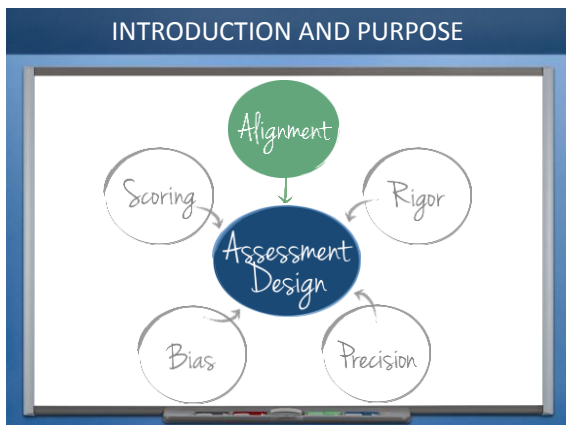 INTRODUCTION AND PURPOSE
Alignment
Scoring
Rigor
Assessment
Design
Bias
Precision